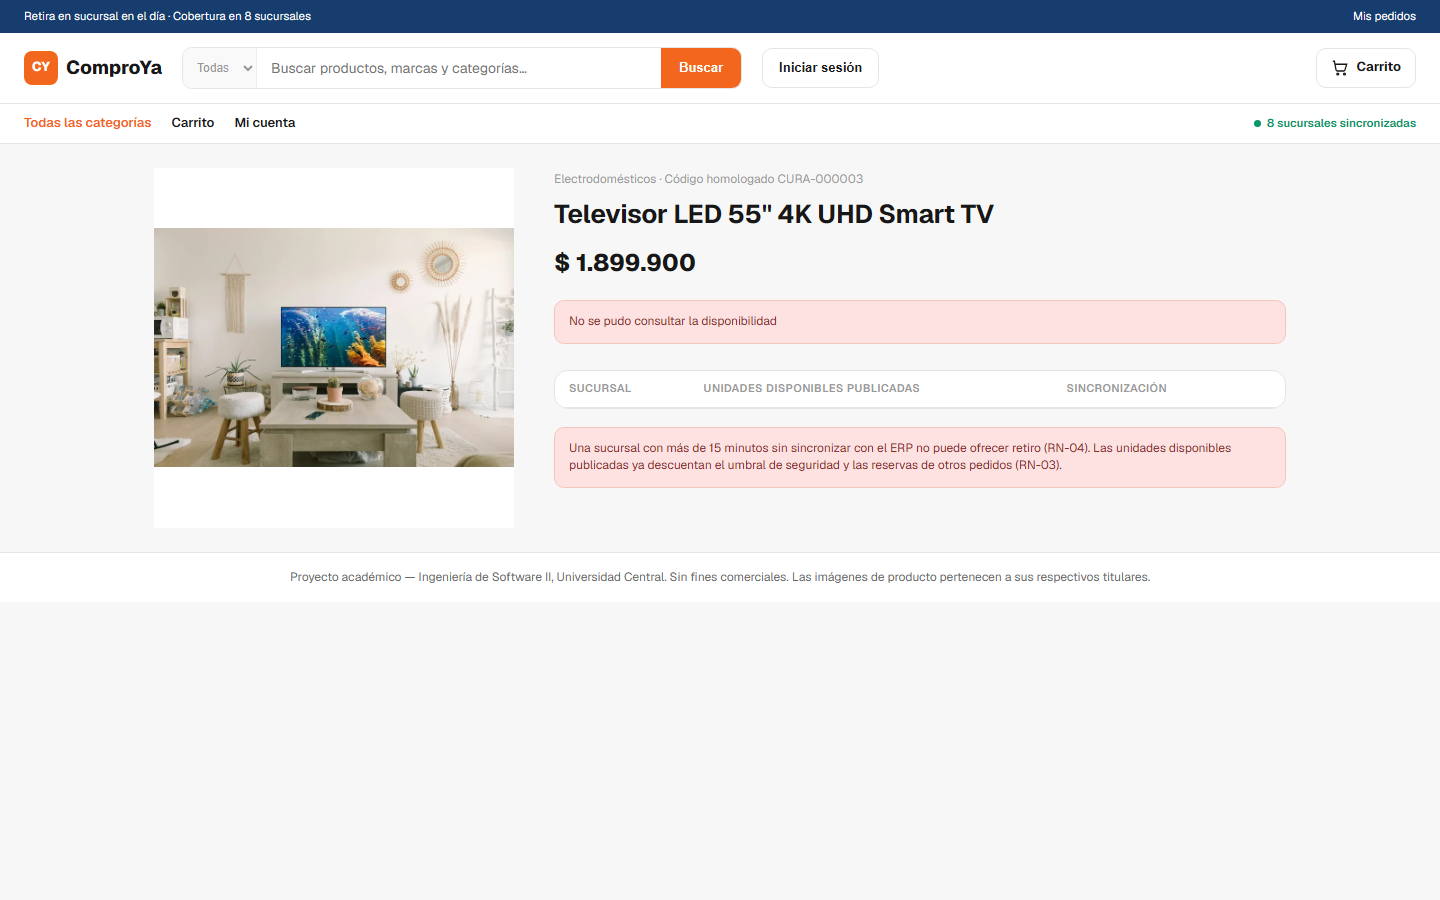 Retira en sucursal en el día · Cobertura en 8 sucursales
Mis pedidos
CY
ComproYa
Todas
Buscar productos, marcas y categorías...
Buscar
Iniciar sesión
Carrito
Todas las categorías
Carrito
Mi cuenta
8 sucursales sincronizadas
Electrodomésticos · Código homologado CURA-000003
Televisor LED 55" 4K UHD Smart TV
$ 1.899.900
No se pudo consultar la disponibilidad
SUCURSAL
UNIDADES DISPONIBLES PUBLICADAS
SINCRONIZACIÓN
Una sucursal con más de 15 minutos sin sincronizar con el ERP no puede ofrecer retiro (RN-04). Las unidades disponibles
publicadas ya descuentan el umbral de seguridad y las reservas de otros pedidos (RN-03).
Proyecto académico — Ingeniería de Software II, Universidad Central. Sin fines comerciales. Las imágenes de producto pertenecen a sus respectivos titulares.